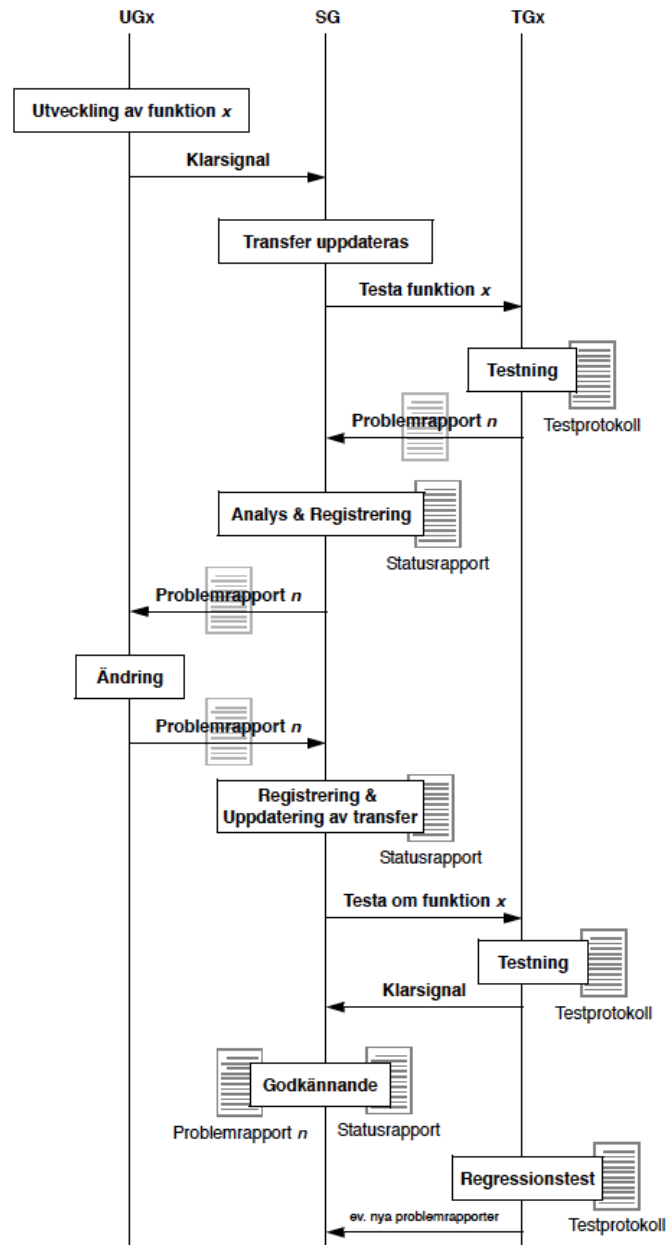 UGx SG TGx
Utveckling av funktion x
Klarsignal
Transfer uppdateras
Testa funktion x
Testning
Testprotokoll
Problemrapport n
Analys & Registrering
Statusrapport
Problemrapport n
Ändring
Problemrapport n
Registrering &
Uppdatering av transfer
Statusrapport
Testa om funktion x
Testning
Testprotokoll
Klarsignal
Godkännande
Problemrapport n
Statusrapport
Regressionstest
Testprotokoll
ev. nya problemrapporter